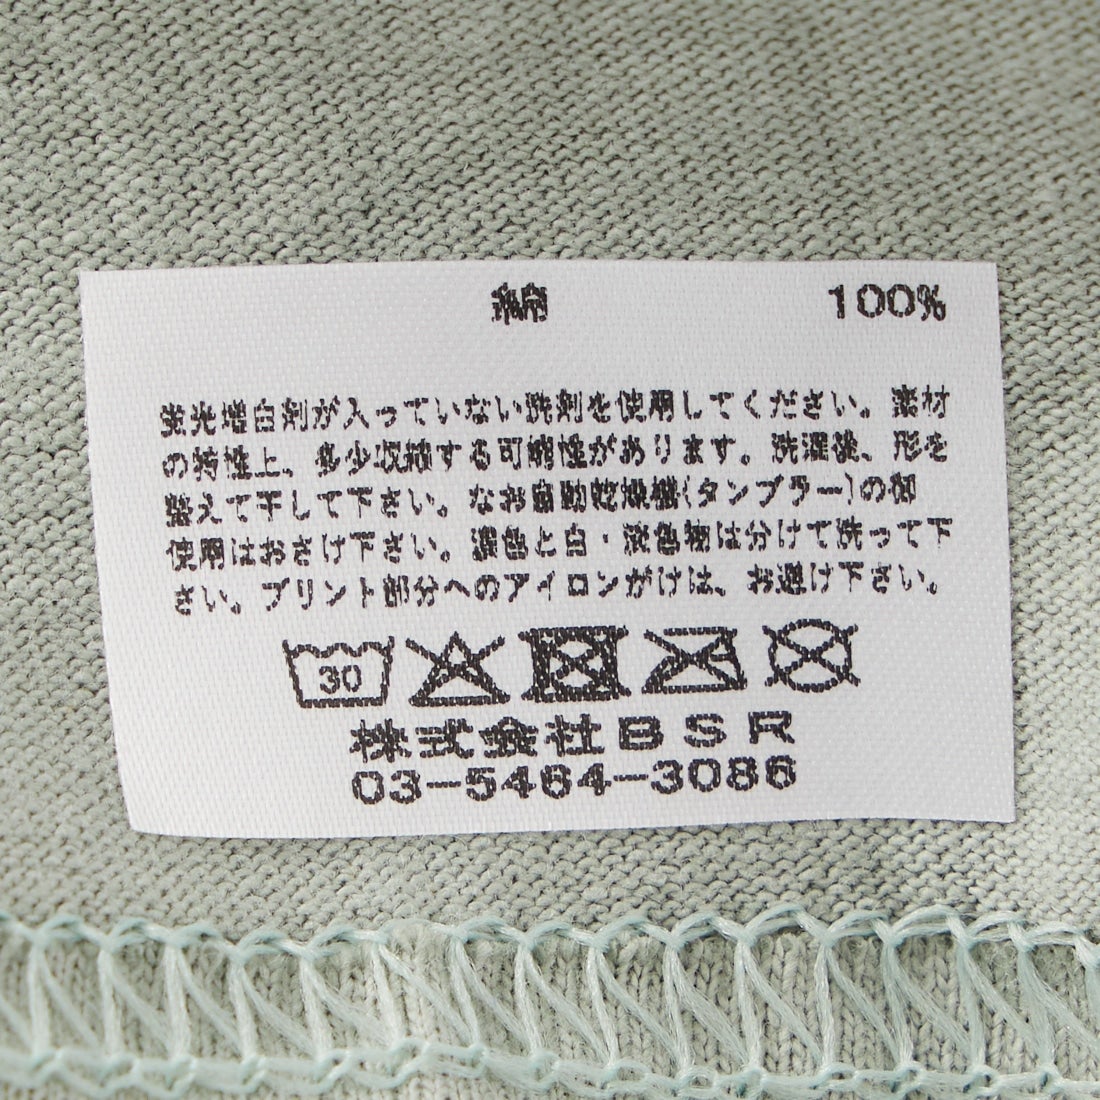 綿 100%
蛍光増白剤が入っていない洗剤を使用してください。素材
の特性上、多少収縮する可能性があります。洗濯後、形を
整えて干して下さい。なお自動乾燥機(タンブラー)の御
使用はおさけ下さい。濃色と白・淡色物は分けて洗って下
さい。プリント部分へのアイロンがけは、お避け下さい。
30
株式会社BSR
03-5464-3086